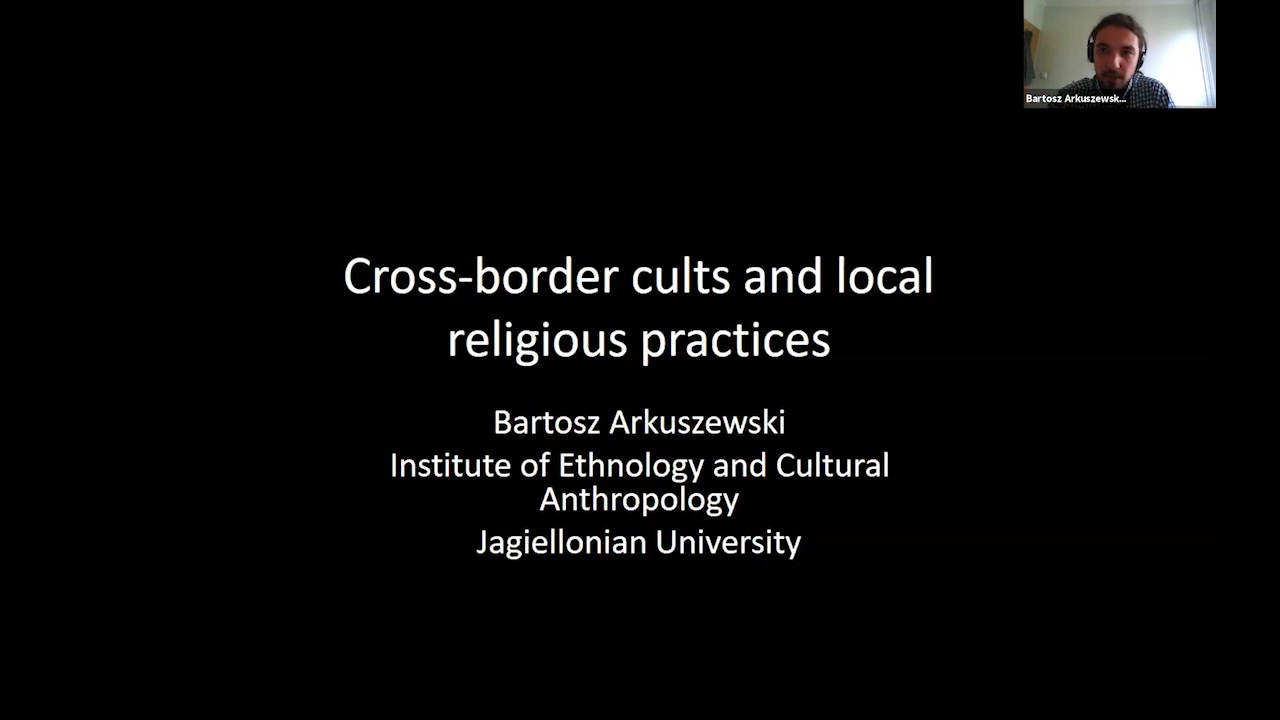 Bartosz Arkuszewsk...
Cross-border cults and local
religious practices
Bartosz Arkuszewski
Institute of Ethnology and Cultural
Anthropology
Jagiellonian University